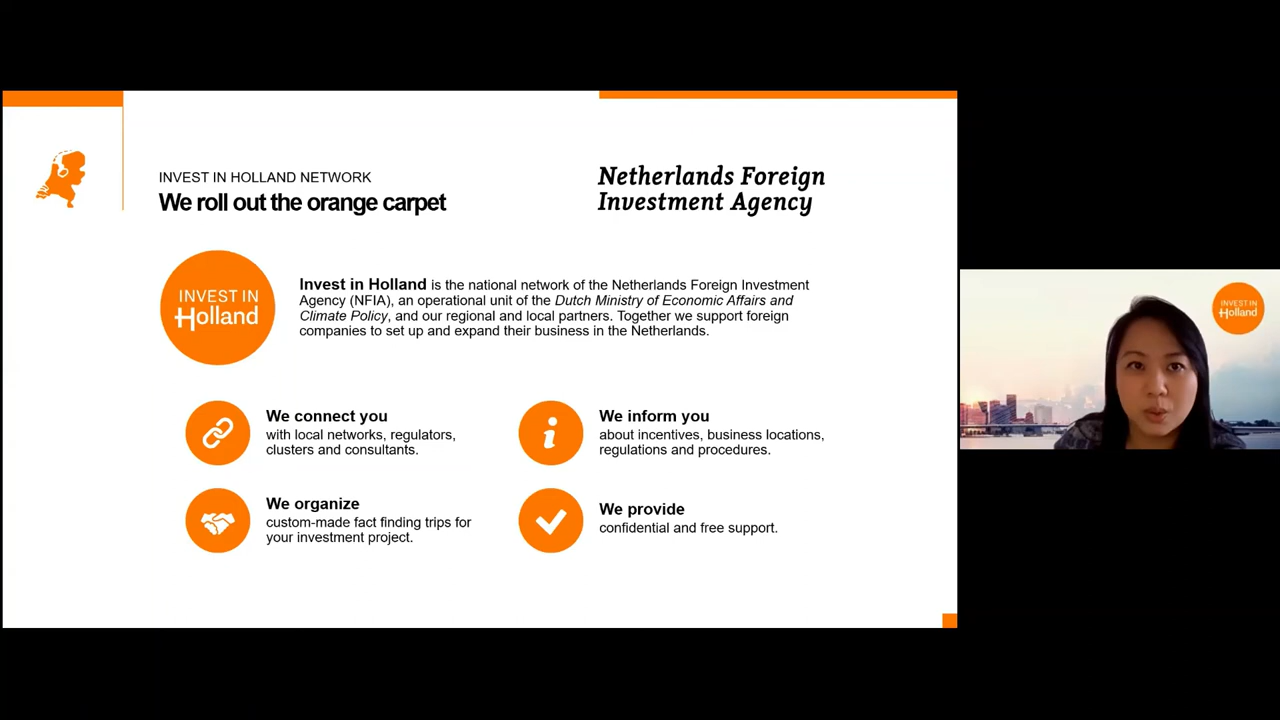 INVEST IN HOLLAND NETWORK
We roll out the orange carpet
Netherlands Foreign
Investment Agency
INVEST IN
Holland
Invest in Holland is the national network of the Netherlands Foreign Investment
Agency (NFIA), an operational unit of the Dutch Ministry of Economic Affairs and
Climate Policy, and our regional and local partners. Together we support foreign
companies to set up and expand their business in the Netherlands.
We connect you
with local networks, regulators,
clusters and consultants.
We inform you
about incentives, business locations,
regulations and procedures.
We organize
custom-made fact finding trips for
your investment project.
We provide
confidential and free support.
INVEST IN
Holland